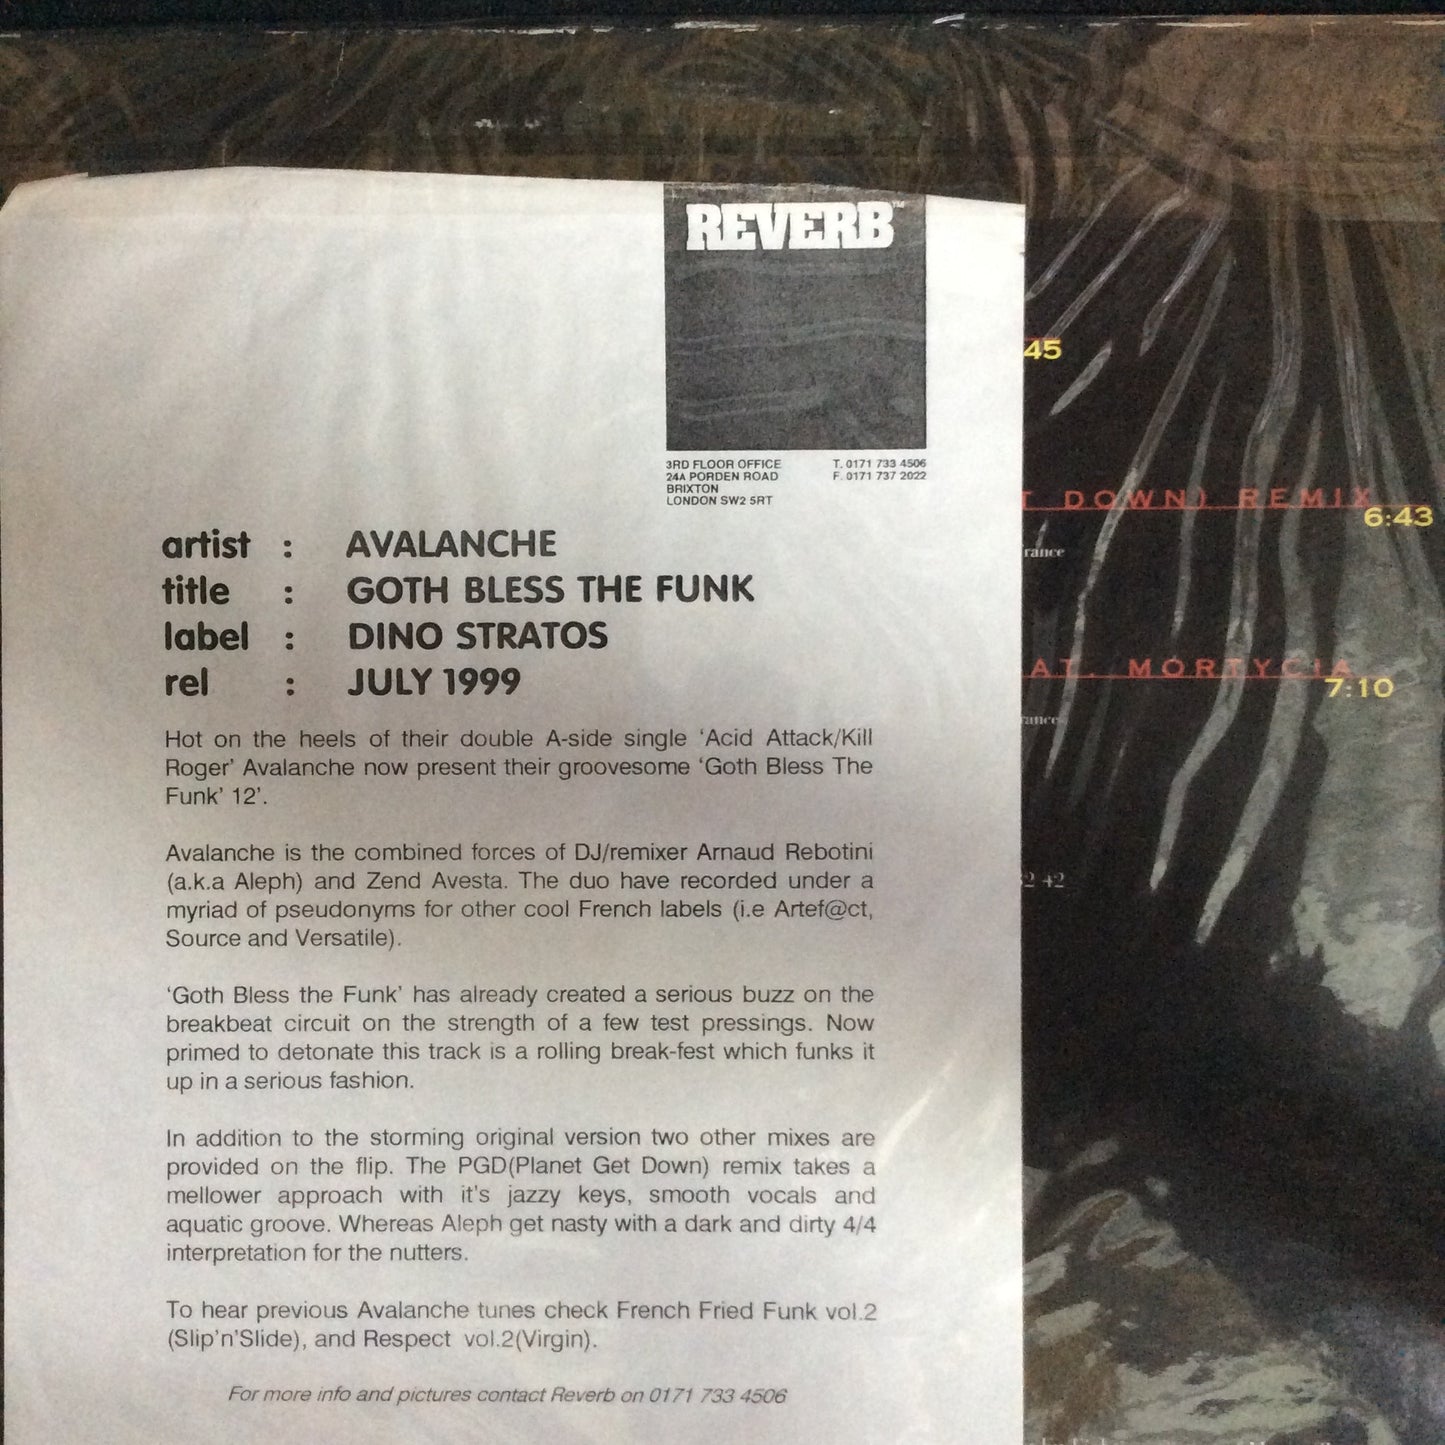 REVERB™
3RD FLOOR OFFICE T. 0171 733 4506
24A PORDEN ROAD F. 0171 737 2022
BRIXTON
LONDON SW2 5RT
artist : AVALANCHE
title : GOTH BLESS THE FUNK
label : DINO STRATOS
rel : JULY 1999
Hot on the heels of their double A-side single ‘Acid Attack/Kill
Roger’ Avalanche now present their groovesome ‘Goth Bless The
Funk’ 12’.
Avalanche is the combined forces of DJ/remixer Arnaud Rebotini
(a.k.a Aleph) and Zend Avesta. The duo have recorded under a
myriad of pseudonyms for other cool French labels (i.e Artef@ct,
Source and Versatile).
‘Goth Bless the Funk’ has already created a serious buzz on the
breakbeat circuit on the strength of a few test pressings. Now
primed to detonate this track is a rolling break-fest which funks it
up in a serious fashion.
In addition to the storming original version two other mixes are
provided on the flip. The PGD(Planet Get Down) remix takes a
mellower approach with it's jazzy keys, smooth vocals and
aquatic groove. Whereas Aleph get nasty with a dark and dirty 4/4
interpretation for the nutters.
To hear previous Avalanche tunes check French Fried Funk vol.2
(Slip’n’Slide), and Respect vol.2(Virgin).
For more info and pictures contact Reverb on 0171 733 4506
45
T DOWN) REMIX
6:43
rance
AT. MORTYCIA
7:10
rance
2 42